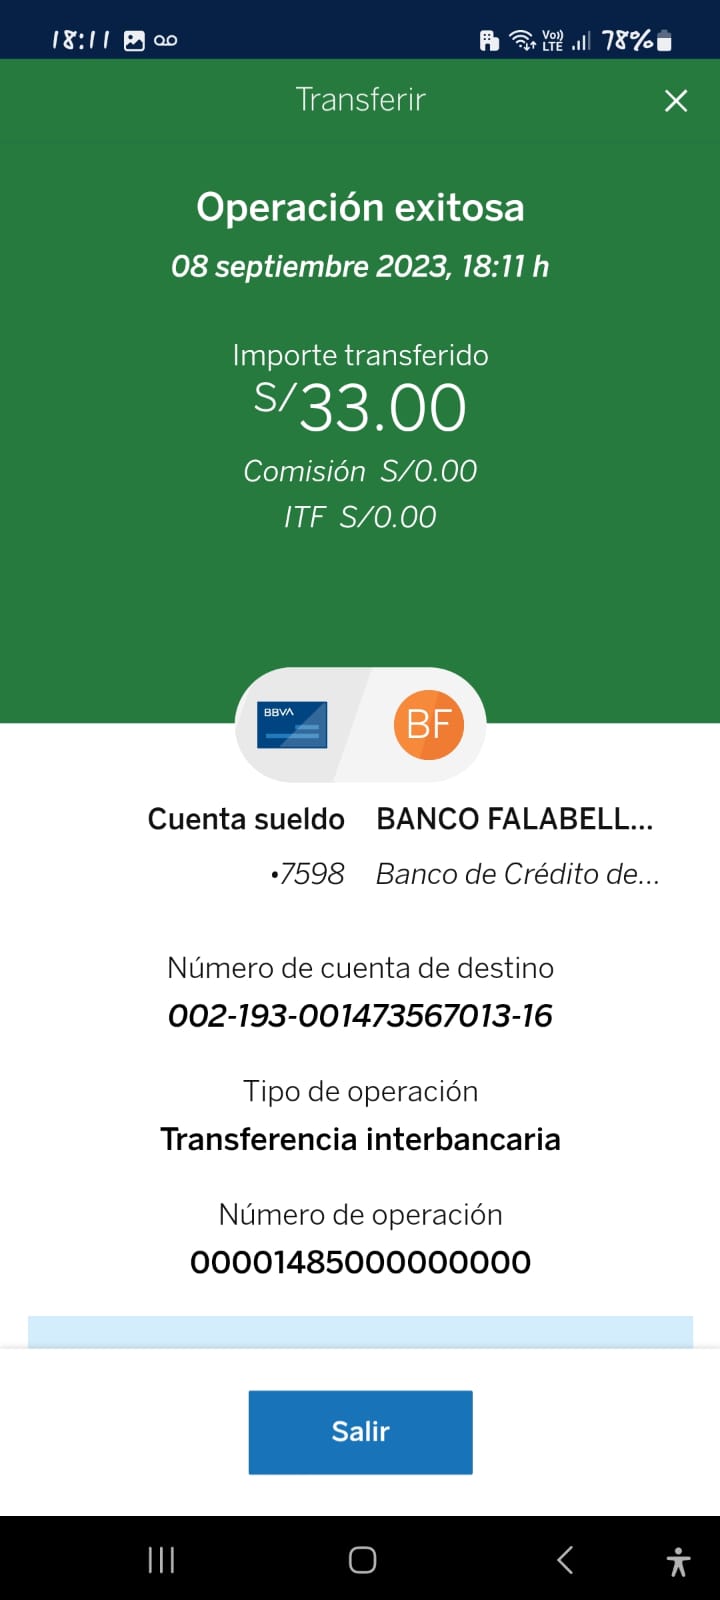 18:11 Vo)) LTE 78%
Transferir
Operación exitosa
08 septiembre 2023, 18:11 h
Importe transferido
S/33.00
Comisión S/0.00
ITF S/0.00
BBVA BF
Cuenta sueldo BANCO FALABELL...
•7598 Banco de Crédito de...
Número de cuenta de destino
002-193-001473567013-16
Tipo de operación
Transferencia interbancaria
Número de operación
00001485000000000
Salir